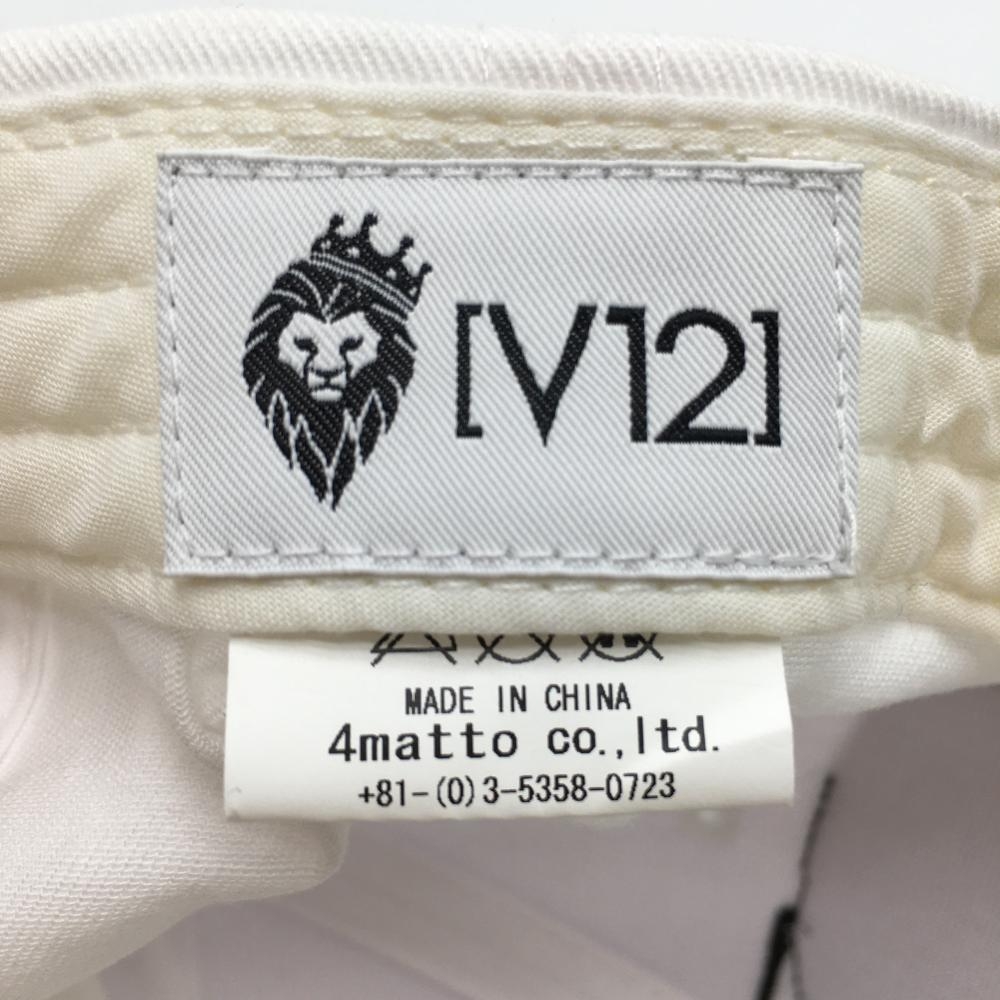 [V12]
MADE IN CHINA
4matto co.,ltd.
+81-(0)3-5358-0723